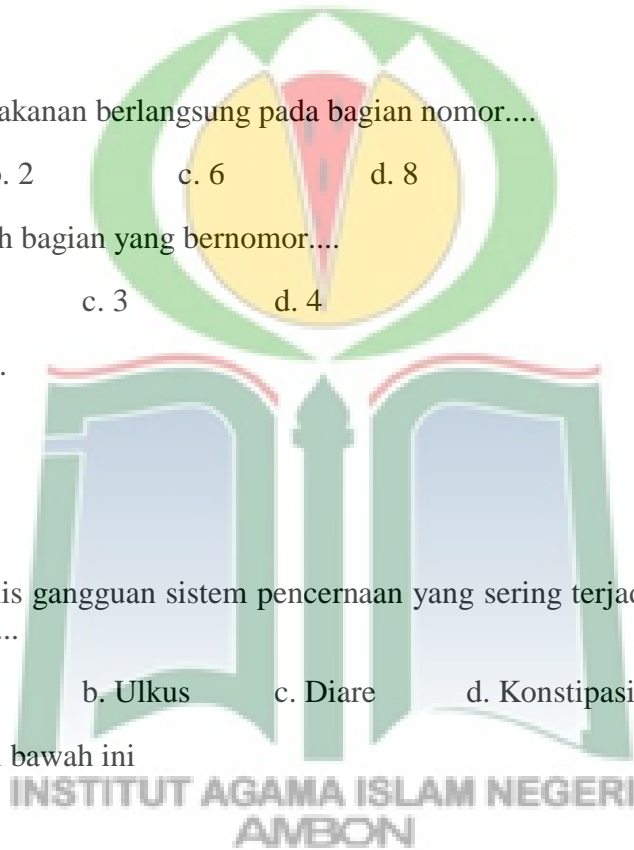 akanan berlangsung pada bagian nomor....
. 2 c. 6 d. 8
h bagian yang bernomor....
c. 3 d. 4
.
is gangguan sistem pencernaan yang sering terjad
...
b. Ulkus c. Diare d. Konstipasi
bawah ini
INSTITUT AGAMA ISLAM NEGERI
AMBON